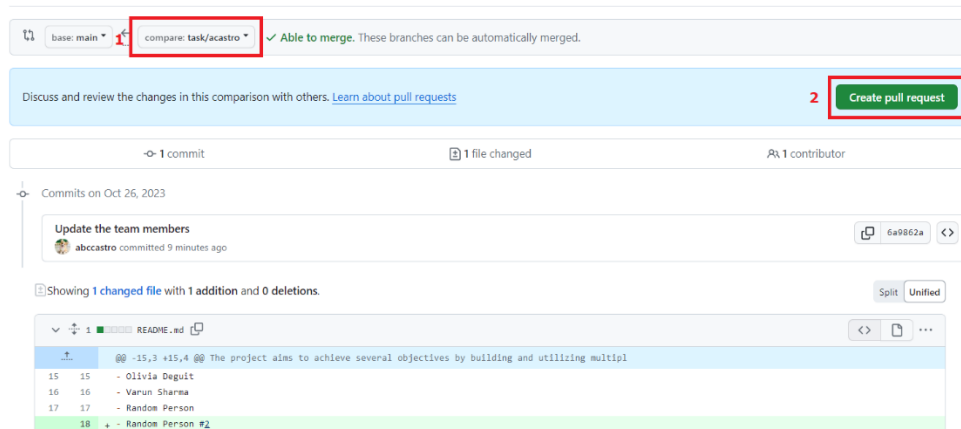 base: main 1 compare: task/acastro ✓ Able to merge. These branches can be automatically merged.
Discuss and review the changes in this comparison with others. Learn about pull requests 2 Create pull request
1 commit 1 file changed 1 contributor
Commits on Oct 26, 2023
Update the team members
abccastro committed 9 minutes ago 6a9862a <>
Showing 1 changed file with 1 addition and 0 deletions. Split Unified
1 README.md <> ...
@@ -15,3 +15,4 @@ The project aims to achieve several objectives by building and utilizing multipl
15 15 - Olivia Deguit
16 16 - Varun Sharma
17 17 - Random Person
18 + - Random Person #2